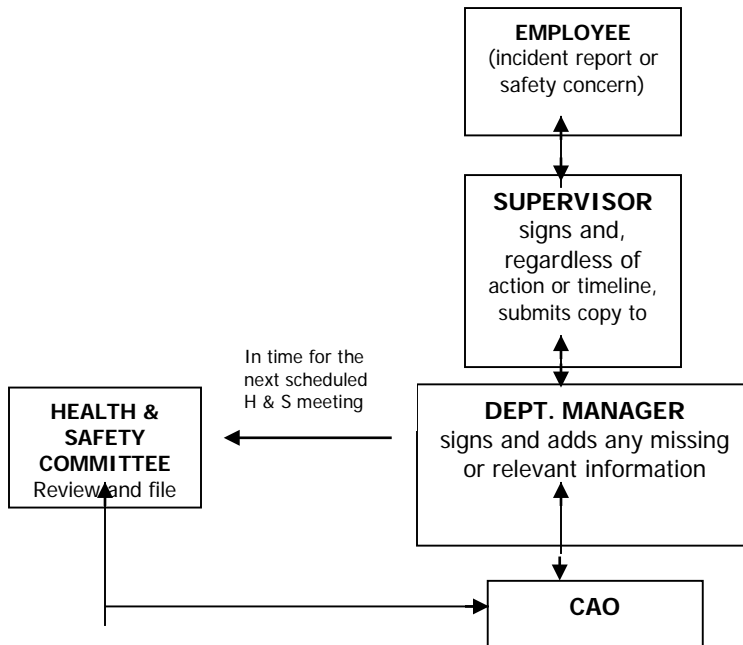 EMPLOYEE
(incident report or
safety concern)
SUPERVISOR
signs and,
regardless of
action or timeline,
submits copy to
In time for the
next scheduled
H & S meeting
HEALTH &
SAFETY
COMMITTEE
Review and file
DEPT. MANAGER
signs and adds any missing
or relevant information
CAO